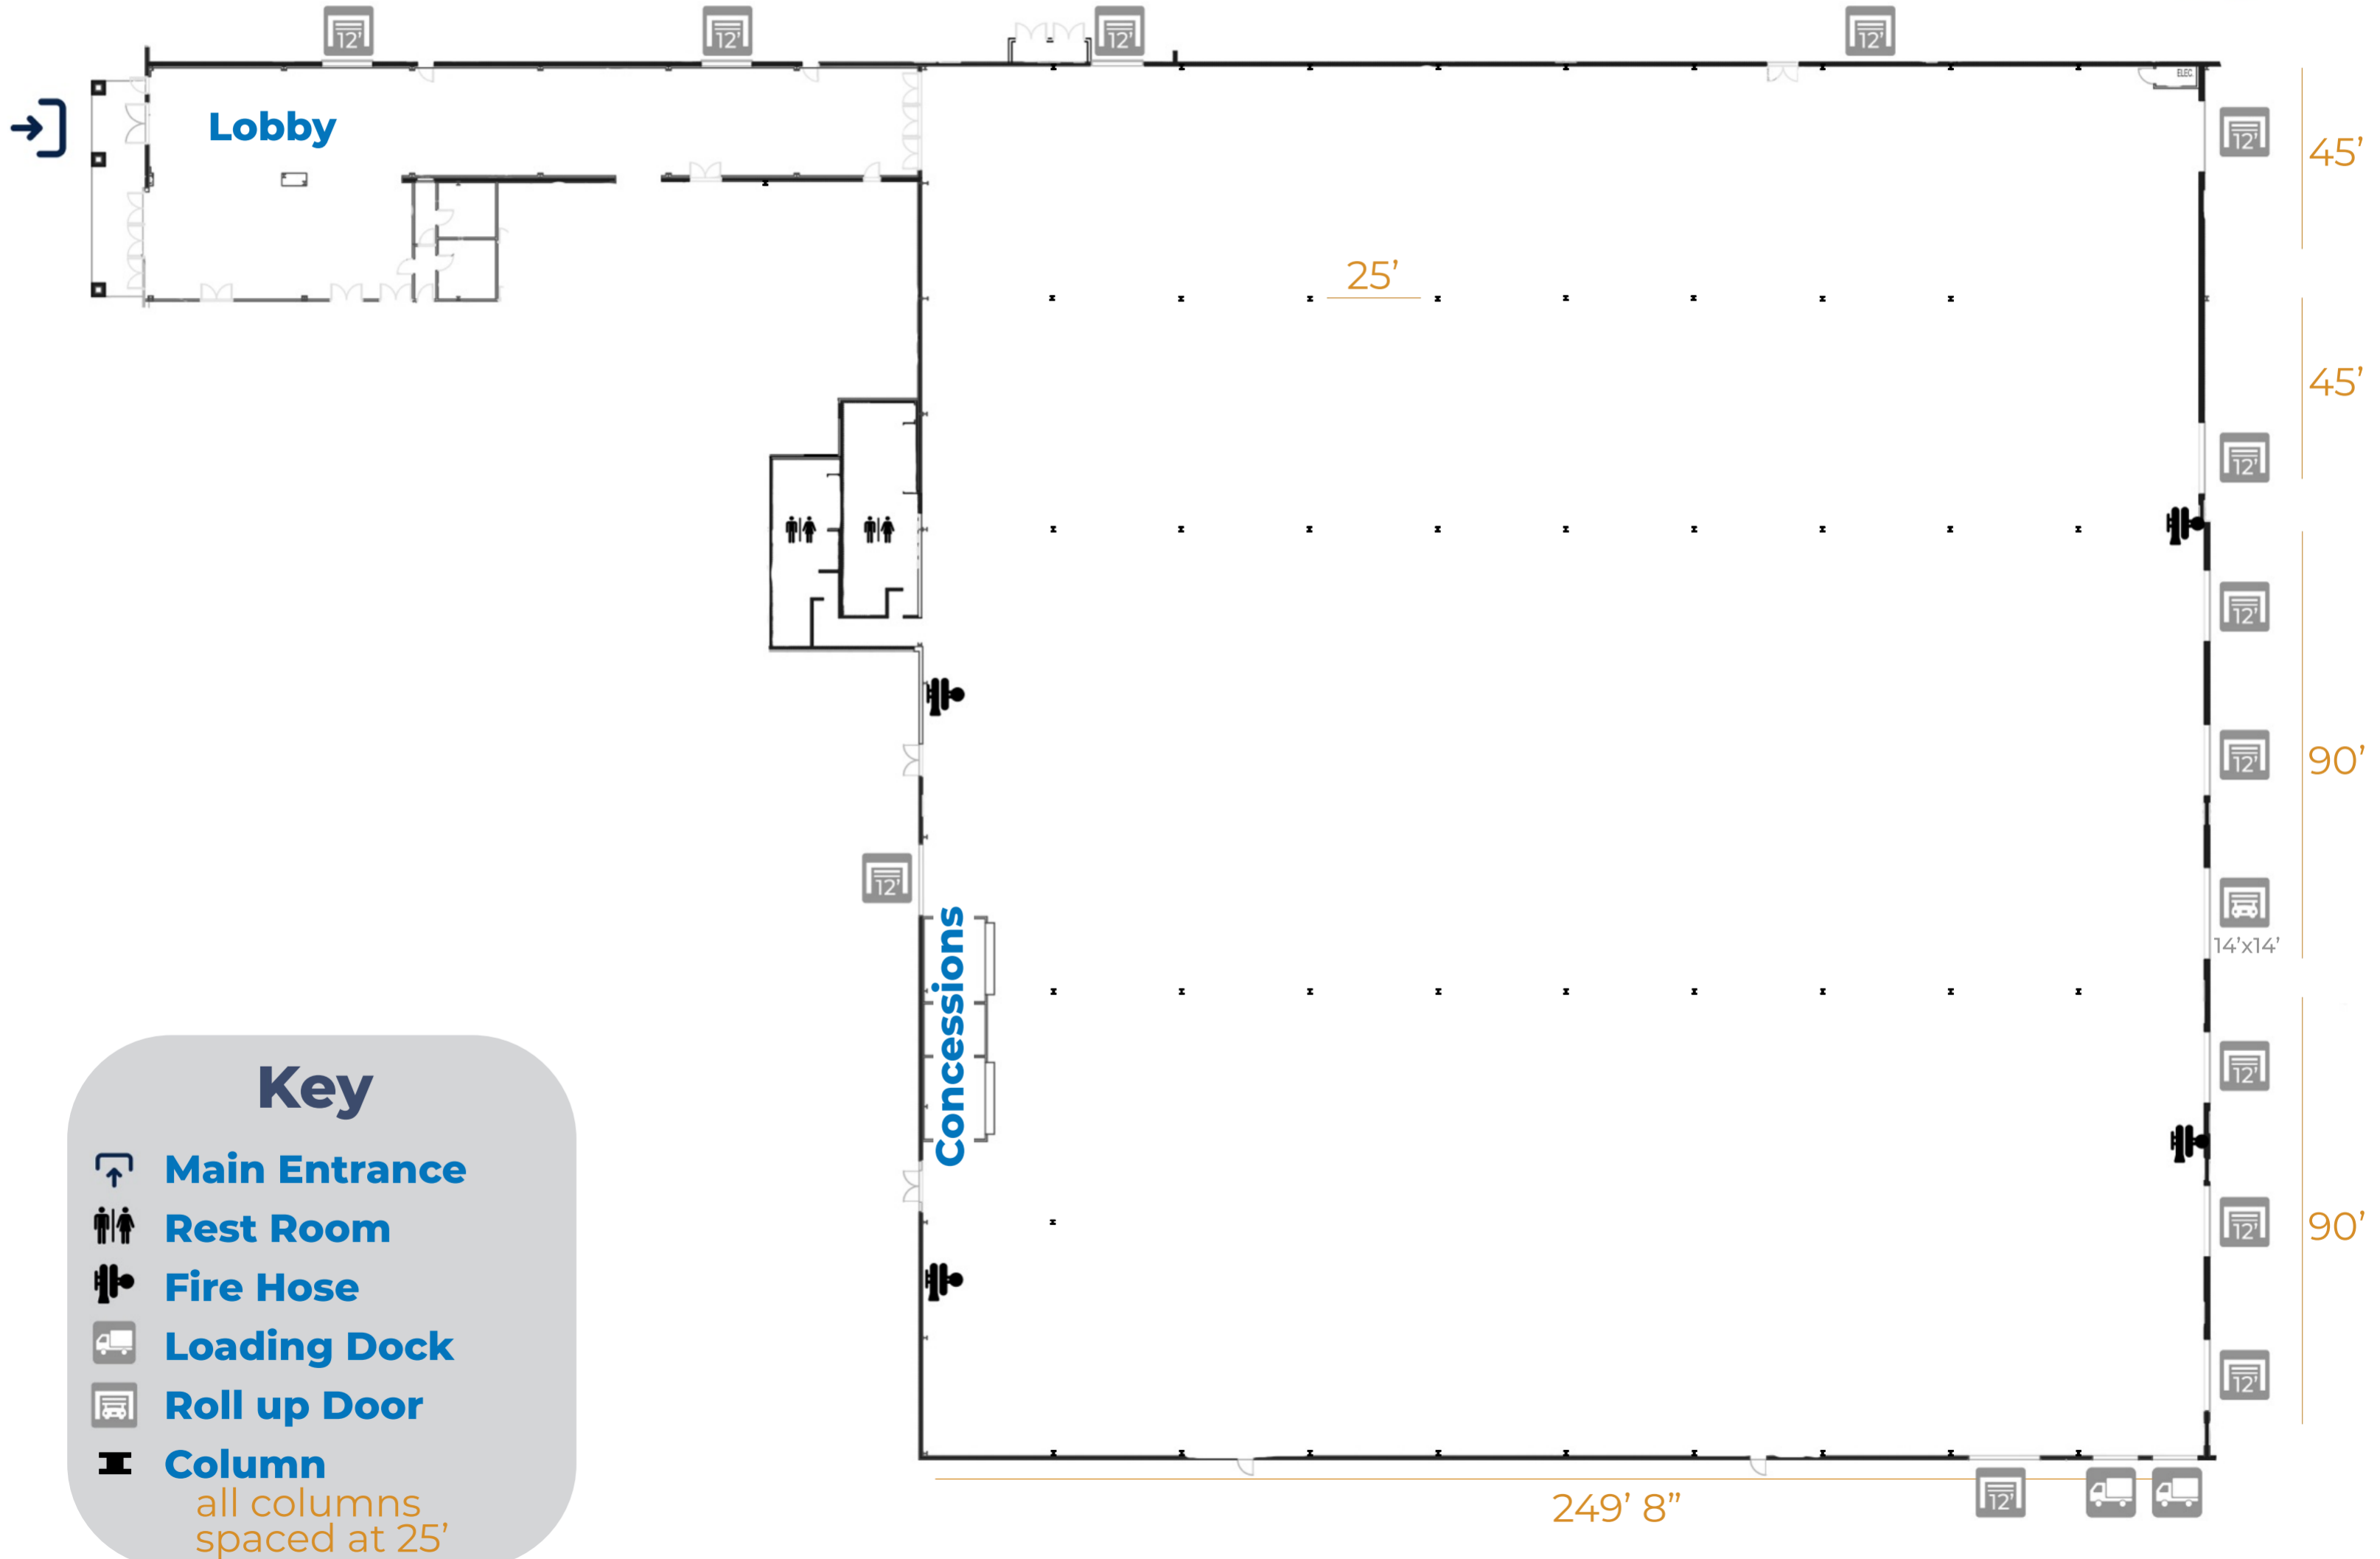 12' 12' 12' 12'
ELEC.
Lobby
12'
45'
25'
45'
12'
12'
12'
90'
12'
14'x14'
Concessions
12'
12'
90'
12'
249' 8”
12'
Key
Main Entrance
Rest Room
Fire Hose
Loading Dock
Roll up Door
Column
all columns
spaced at 25’